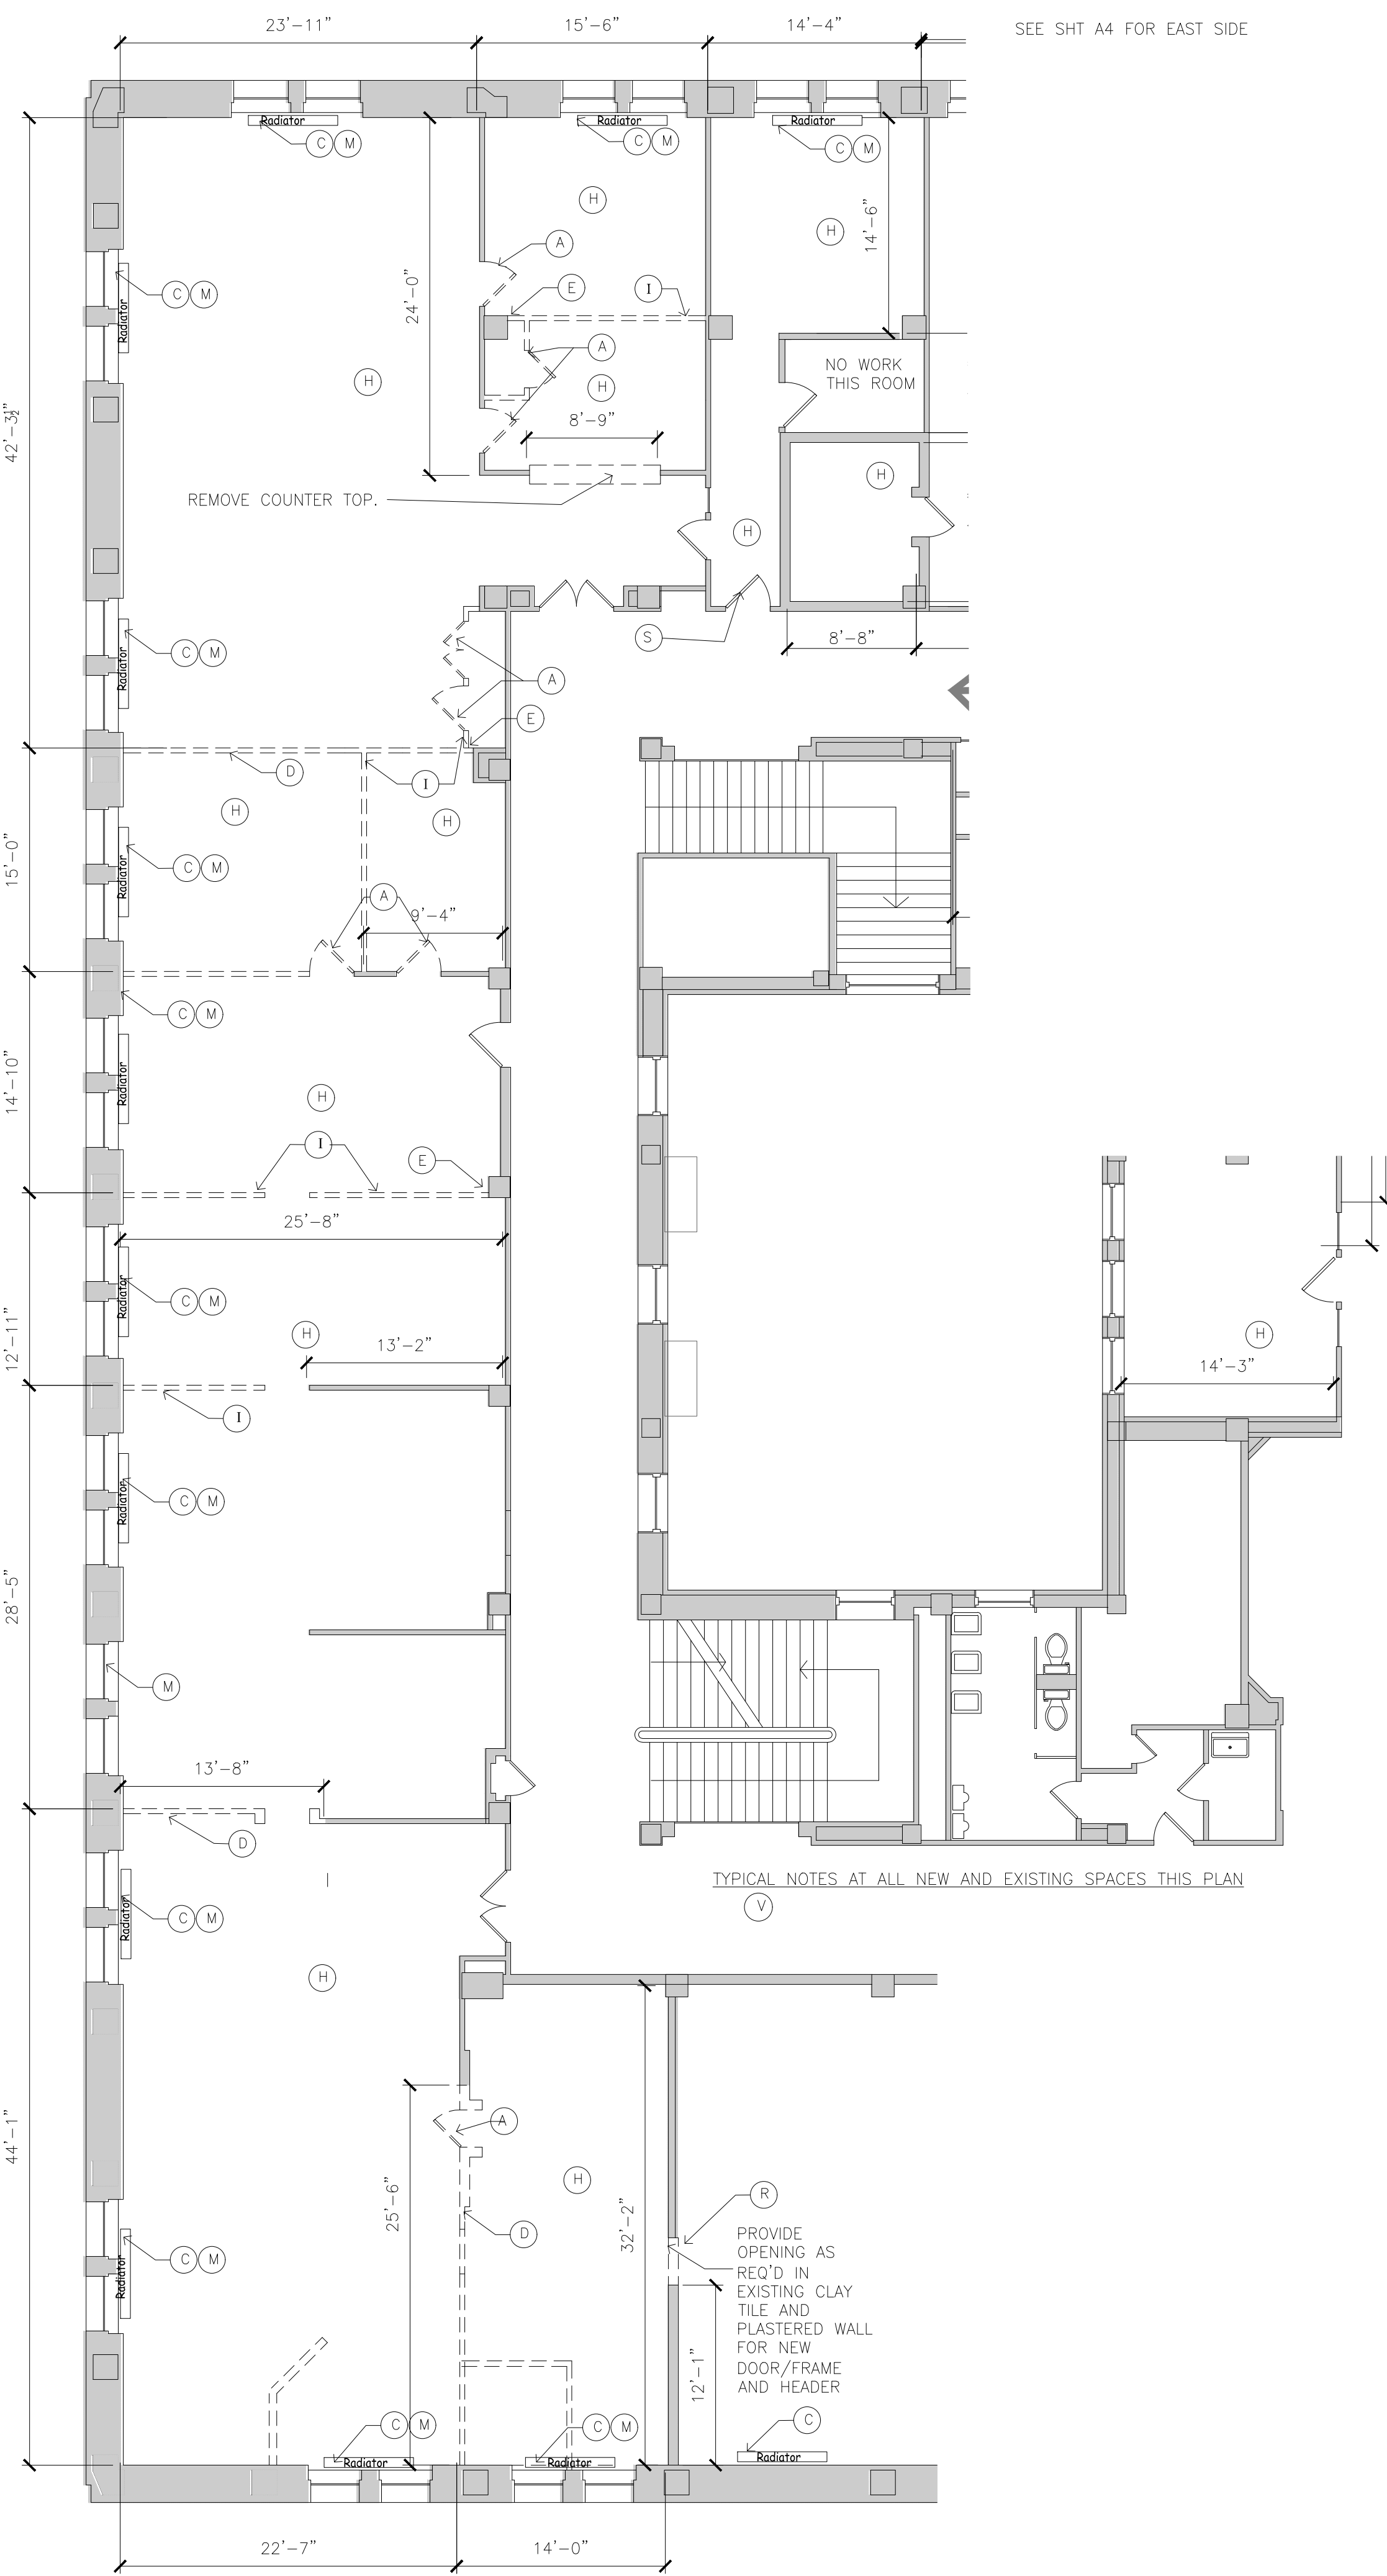 23'-11"
15'-6"
14'-4"
SEE SHT A4 FOR EAST SIDE
Radiator
Radiator
Radiator
C M
C M
C M
H
H
14'-6"
A
24'-0"
E
I
C M
Radiator
A
NO WORK
THIS ROOM
H
H
8'-9"
42'-3½"
H
REMOVE COUNTER TOP.
H
S
8'-8"
C M
Radiator
A
E
D
I
H
H
15'-0"
C M
Radiator
A
9'-4"
C M
14'-10"
Radiator
H
I
E
25'-8"
C M
Radiator
12'-11"
H
13'-2"
H
14'-3"
I
C M
Radiator
28'-5"
M
13'-8"
D
TYPICAL NOTES AT ALL NEW AND EXISTING SPACES THIS PLAN
V
C M
Radiator
H
44'-1"
A
25'-6"
H
32'-2"
R
D
PROVIDE
OPENING AS
REQ'D IN
EXISTING CLAY
TILE AND
PLASTERED WALL
FOR NEW
DOOR/FRAME
AND HEADER
C M
Radiator
12'-1"
C M
C M
C
Radiator
Radiator
Radiator
22'-7"
14'-0"